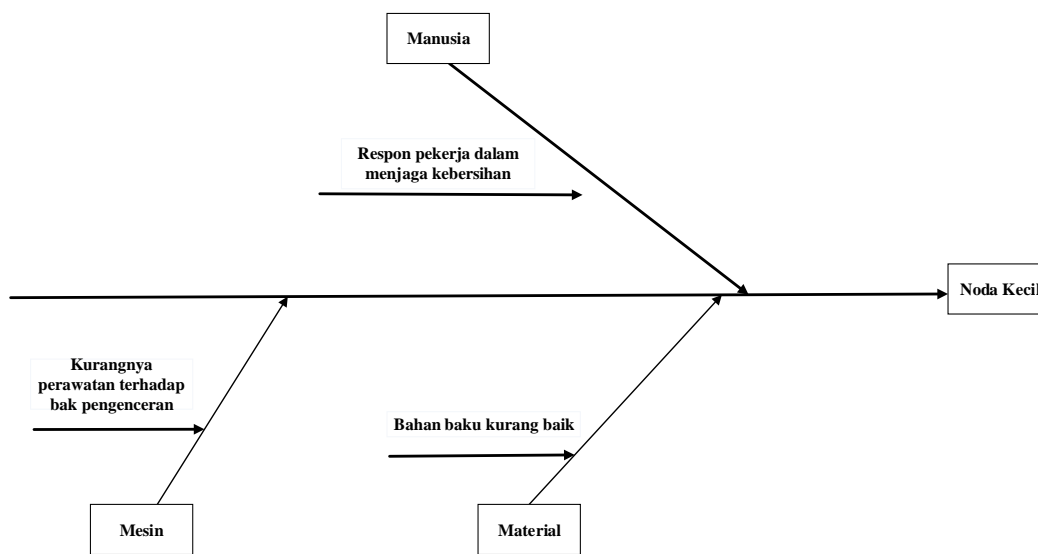 Manusia
Respon pekerja dalam
menjaga kebersihan
Noda Kecil
Kurangnya
perawatan terhadap
bak pengenceran
Bahan baku kurang baik
Mesin
Material